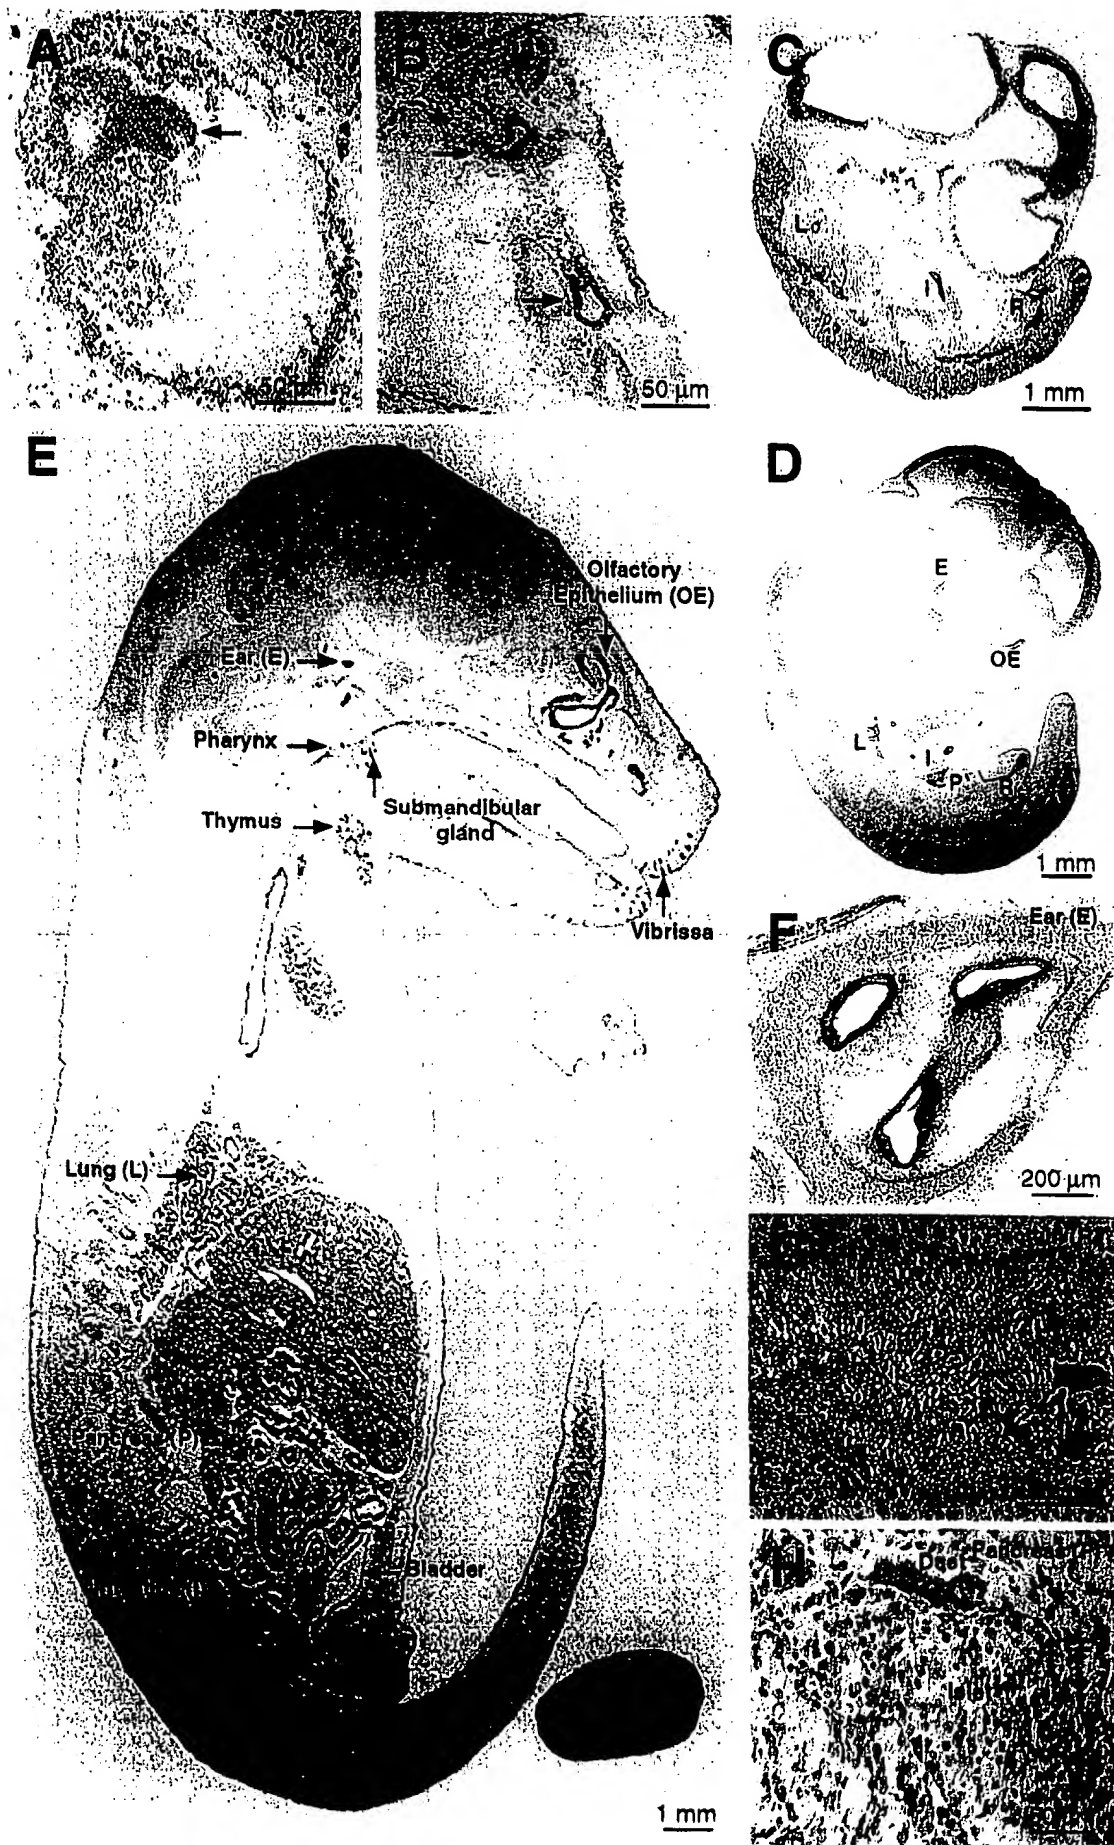 A
50 µm
B
50 µm
C
L
I
R
1 mm
D
E
OE
L
I
P
R
1 mm
E
Olfactory
Epithelium (OE)
Ear (E)
Pharynx
Submandibular
gland
Thymus
Vibrissa
Lung (L)
Bladder
1 mm
F
Ear (E)
200 µm
H
Pancreas
Duct